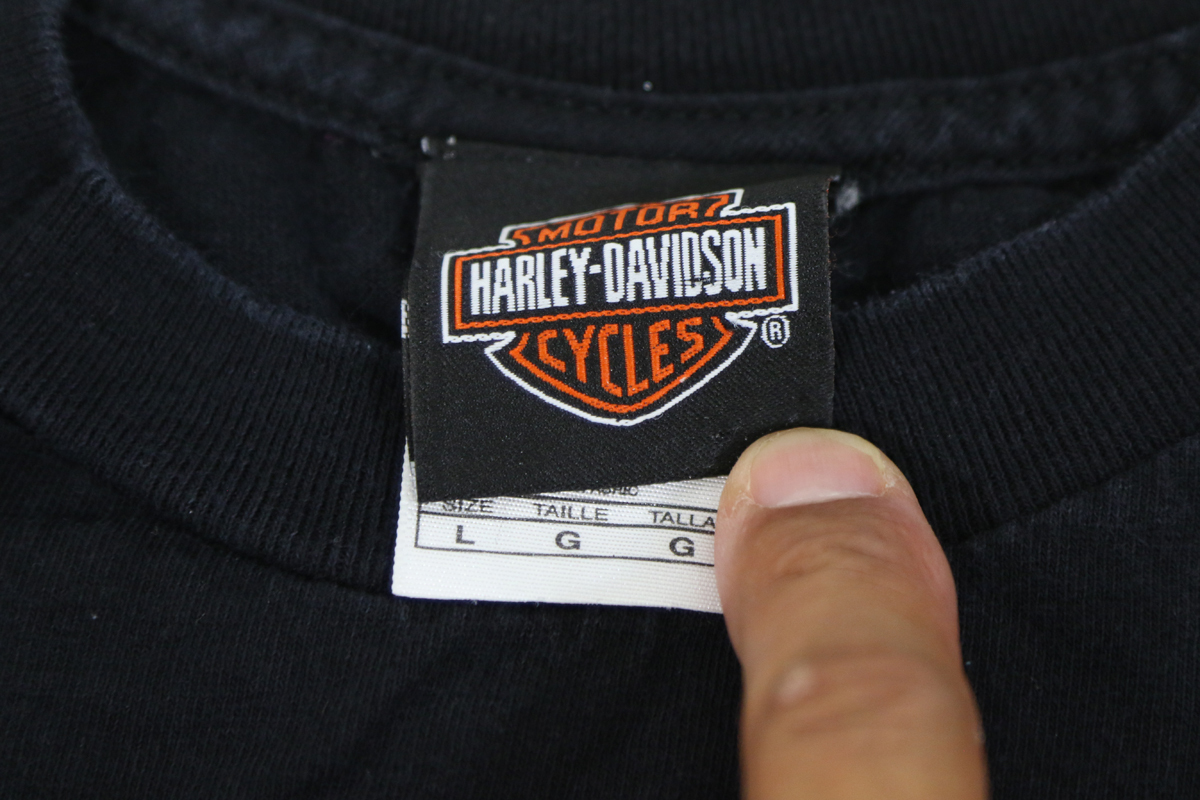 MOTOR
HARLEY-DAVIDSON
CYCLES
®
SIZE TAILLE TALLA
L G G